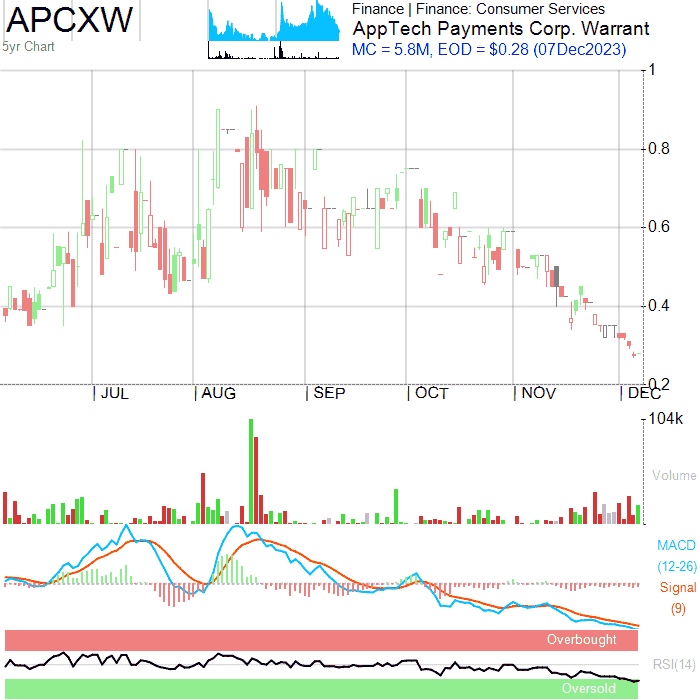 APCXW
5yr Chart
Finance | Finance: Consumer Services
AppTech Payments Corp. Warrant
MC = 5.8M, EOD = $0.28 (07Dec2023)
1
0.8
0.6
0.4
0.2
JUL
AUG
SEP
OCT
NOV
DEC
104k
Volume
MACD
(12-26)
Signal
(9)
Overbought
RSI(14)
Oversold